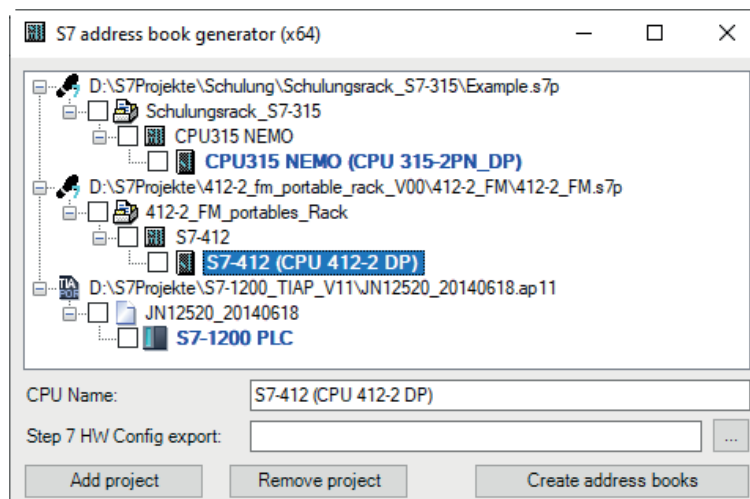 S7 address book generator (x64)
D:\S7Projekte\Schulung\Schulungsrack_S7-315\Example.s7p
Schulungsrack_S7-315
CPU315 NEMO
CPU315 NEMO (CPU 315-2PN_DP)
D:\S7Projekte\412-2_fm_portable_rack_V00\412-2_FM\412-2_FM.s7p
412-2_FM_portables_Rack
S7-412
S7-412 (CPU 412-2 DP)
D:\S7Projekte\S7-1200_TIAP_V11\JN12520_20140618.ap11
JN12520_20140618
S7-1200 PLC
CPU Name: S7-412 (CPU 412-2 DP)
Step 7 HW Config export: ...
Add project Remove project Create address books